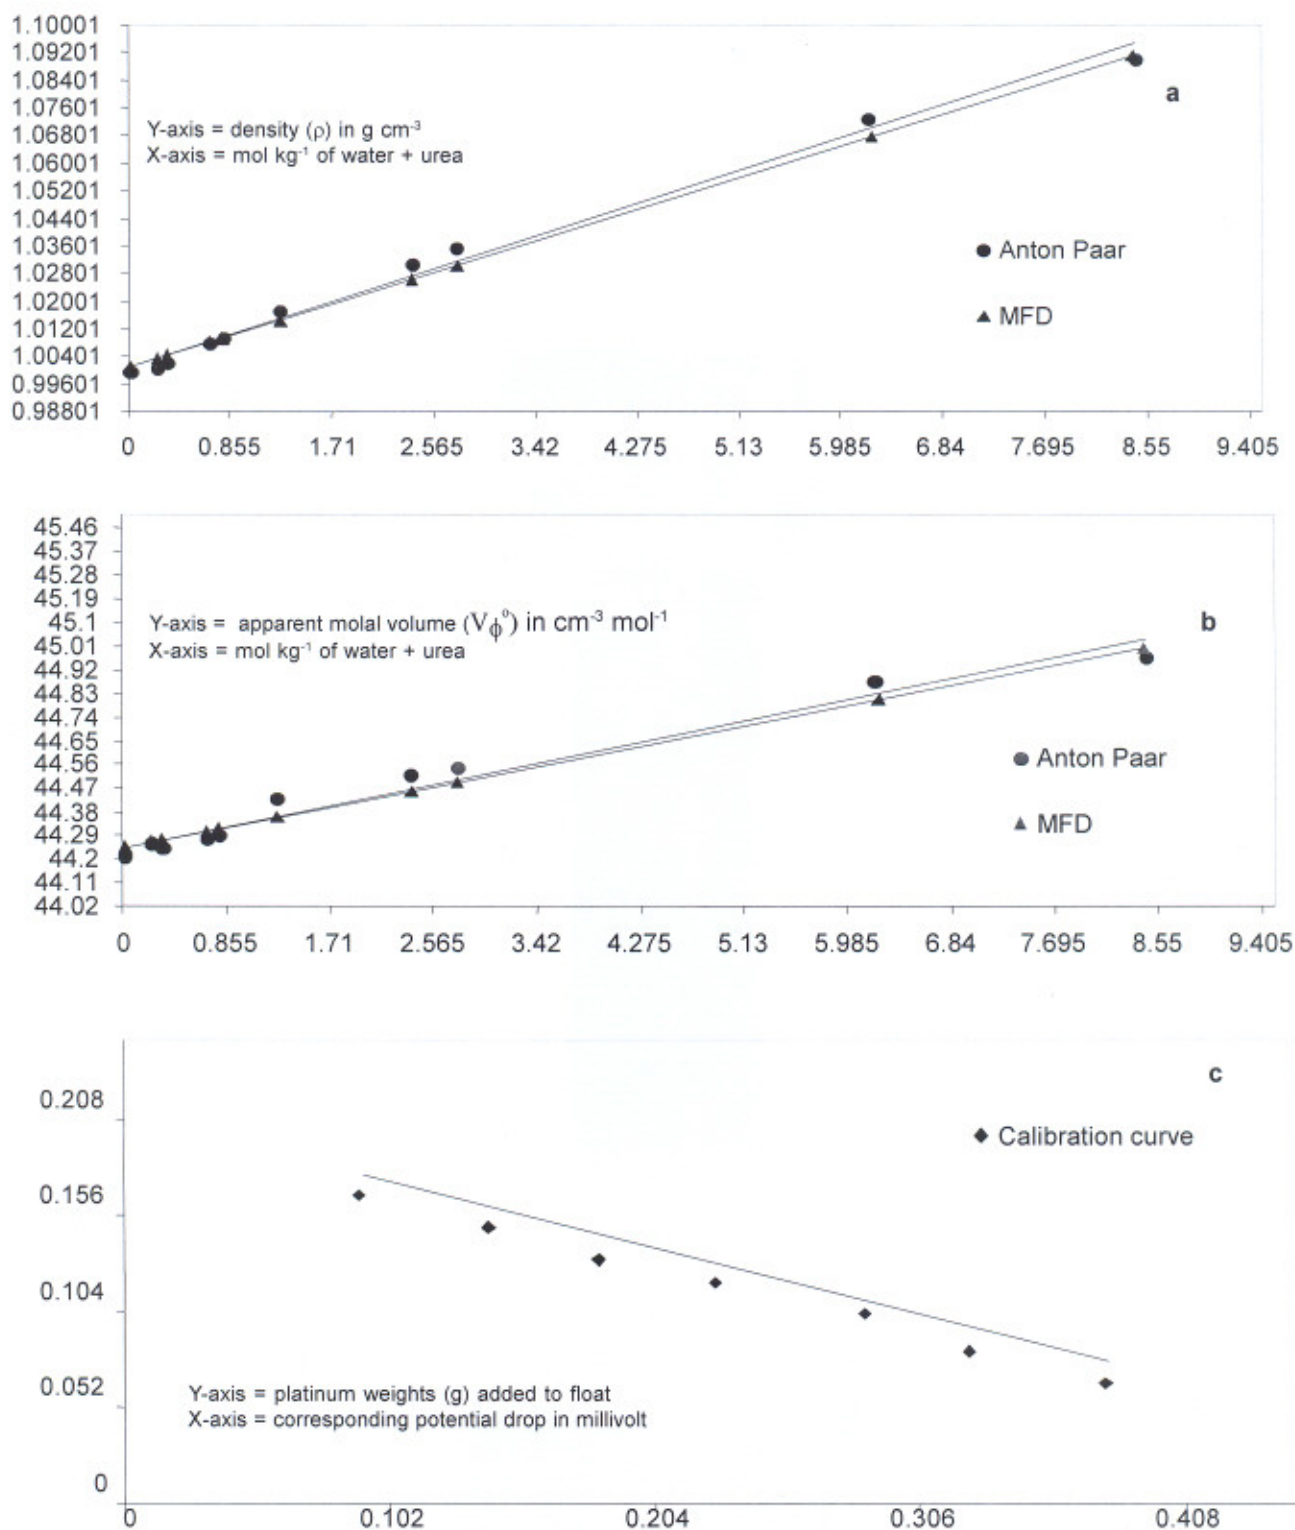 1.10001
1.09201
1.08401
1.07601
1.06801
1.06001
1.05201
1.04401
1.03601
1.02801
1.02001
1.01201
1.00401
0.99601
0.98801
a
Y-axis = density (ρ) in g cm⁻³
X-axis = mol kg⁻¹ of water + urea
Anton Paar
MFD
0 0.855 1.71 2.565 3.42 4.275 5.13 5.985 6.84 7.695 8.55 9.405
45.46
45.37
45.28
45.19
45.1
45.01
44.92
44.83
44.74
44.65
44.56
44.47
44.38
44.29
44.2
44.11
44.02
b
Y-axis = apparent molal volume (Vϕ⁰) in cm⁻³ mol⁻¹
X-axis = mol kg⁻¹ of water + urea
Anton Paar
MFD
0 0.855 1.71 2.565 3.42 4.275 5.13 5.985 6.84 7.695 8.55 9.405
c
0.208
0.156
0.104
0.052
0
Calibration curve
Y-axis = platinum weights (g) added to float
X-axis = corresponding potential drop in millivolt
0 0.102 0.204 0.306 0.408